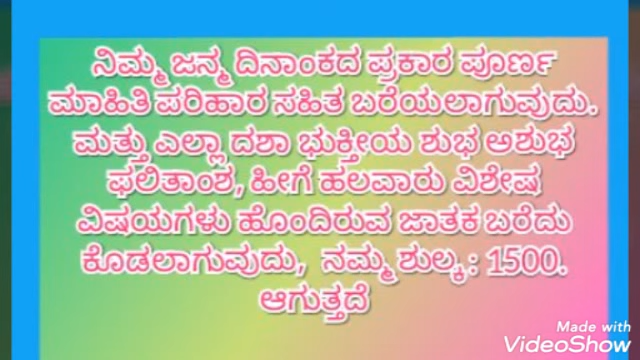 ನಿಮ್ಮ ಜನ್ಮ ದಿನಾಂಕದ ಪ್ರಕಾರ ಪೂರ್ಣ
ಮಾಹಿತಿ ಪರಿಹಾರ ಸಹಿತ ಬರೆಯಲಾಗುವುದು.
ಮತ್ತು ಎಲ್ಲಾ ದಶಾ ಭುಕ್ತೀಯ ಶುಭ ಅಶುಭ
ಫಲಿತಾಂಶ, ಹೀಗೆ ಹಲವಾರು ವಿಶೇಷ
ವಿಷಯಗಳು ಹೊಂದಿರುವ ಜಾತಕ ಬರೆದು
ಕೊಡಲಾಗುವುದು, ನಮ್ಮ ಶುಲ್ಕ : 1500.
ಆಗುತ್ತದೆ
Made with
VideoShow